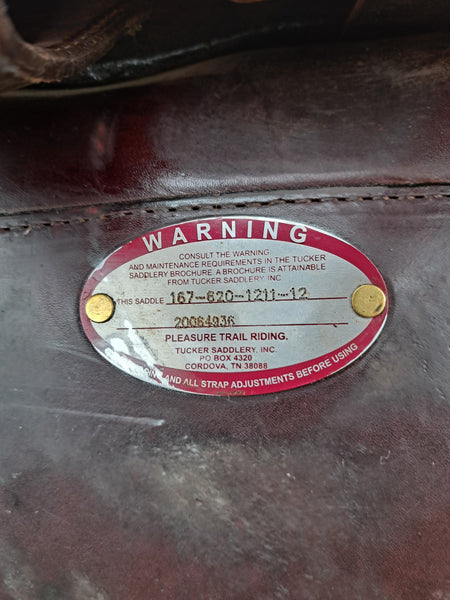 WARNING
CONSULT THE WARNING
AND MAINTENANCE REQUIREMENTS IN THE TUCKER
SADDLERY BROCHURE. A BROCHURE IS ATTAINABLE
FROM TUCKER SADDLERY INC
THIS SADDLE 167-620-1211-12
20064936
PLEASURE TRAIL RIDING.
TUCKER SADDLERY, INC.
PO BOX 4320
CORDOVA, TN 38088
AND ALL STRAP ADJUSTMENTS BEFORE USING